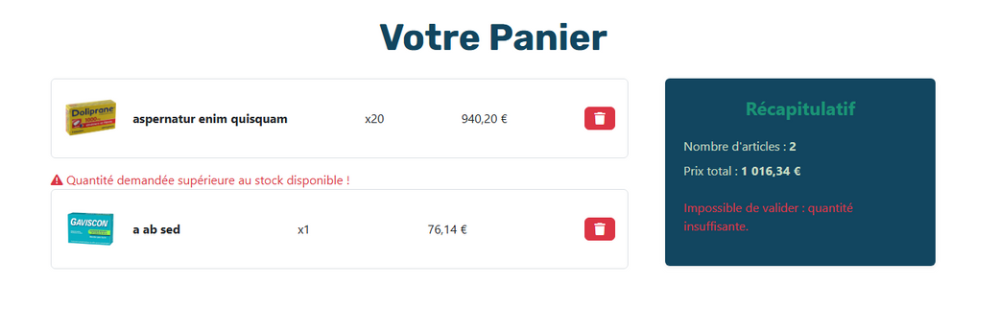 Votre Panier
Doliprane
aspernatur enim quisquam
x20
940,20 €
Quantité demandée supérieure au stock disponible !
GAVISCON
a ab sed
x1
76,14 €
Récapitulatif
Nombre d'articles : 2
Prix total : 1 016,34 €
Impossible de valider : quantité
insuffisante.